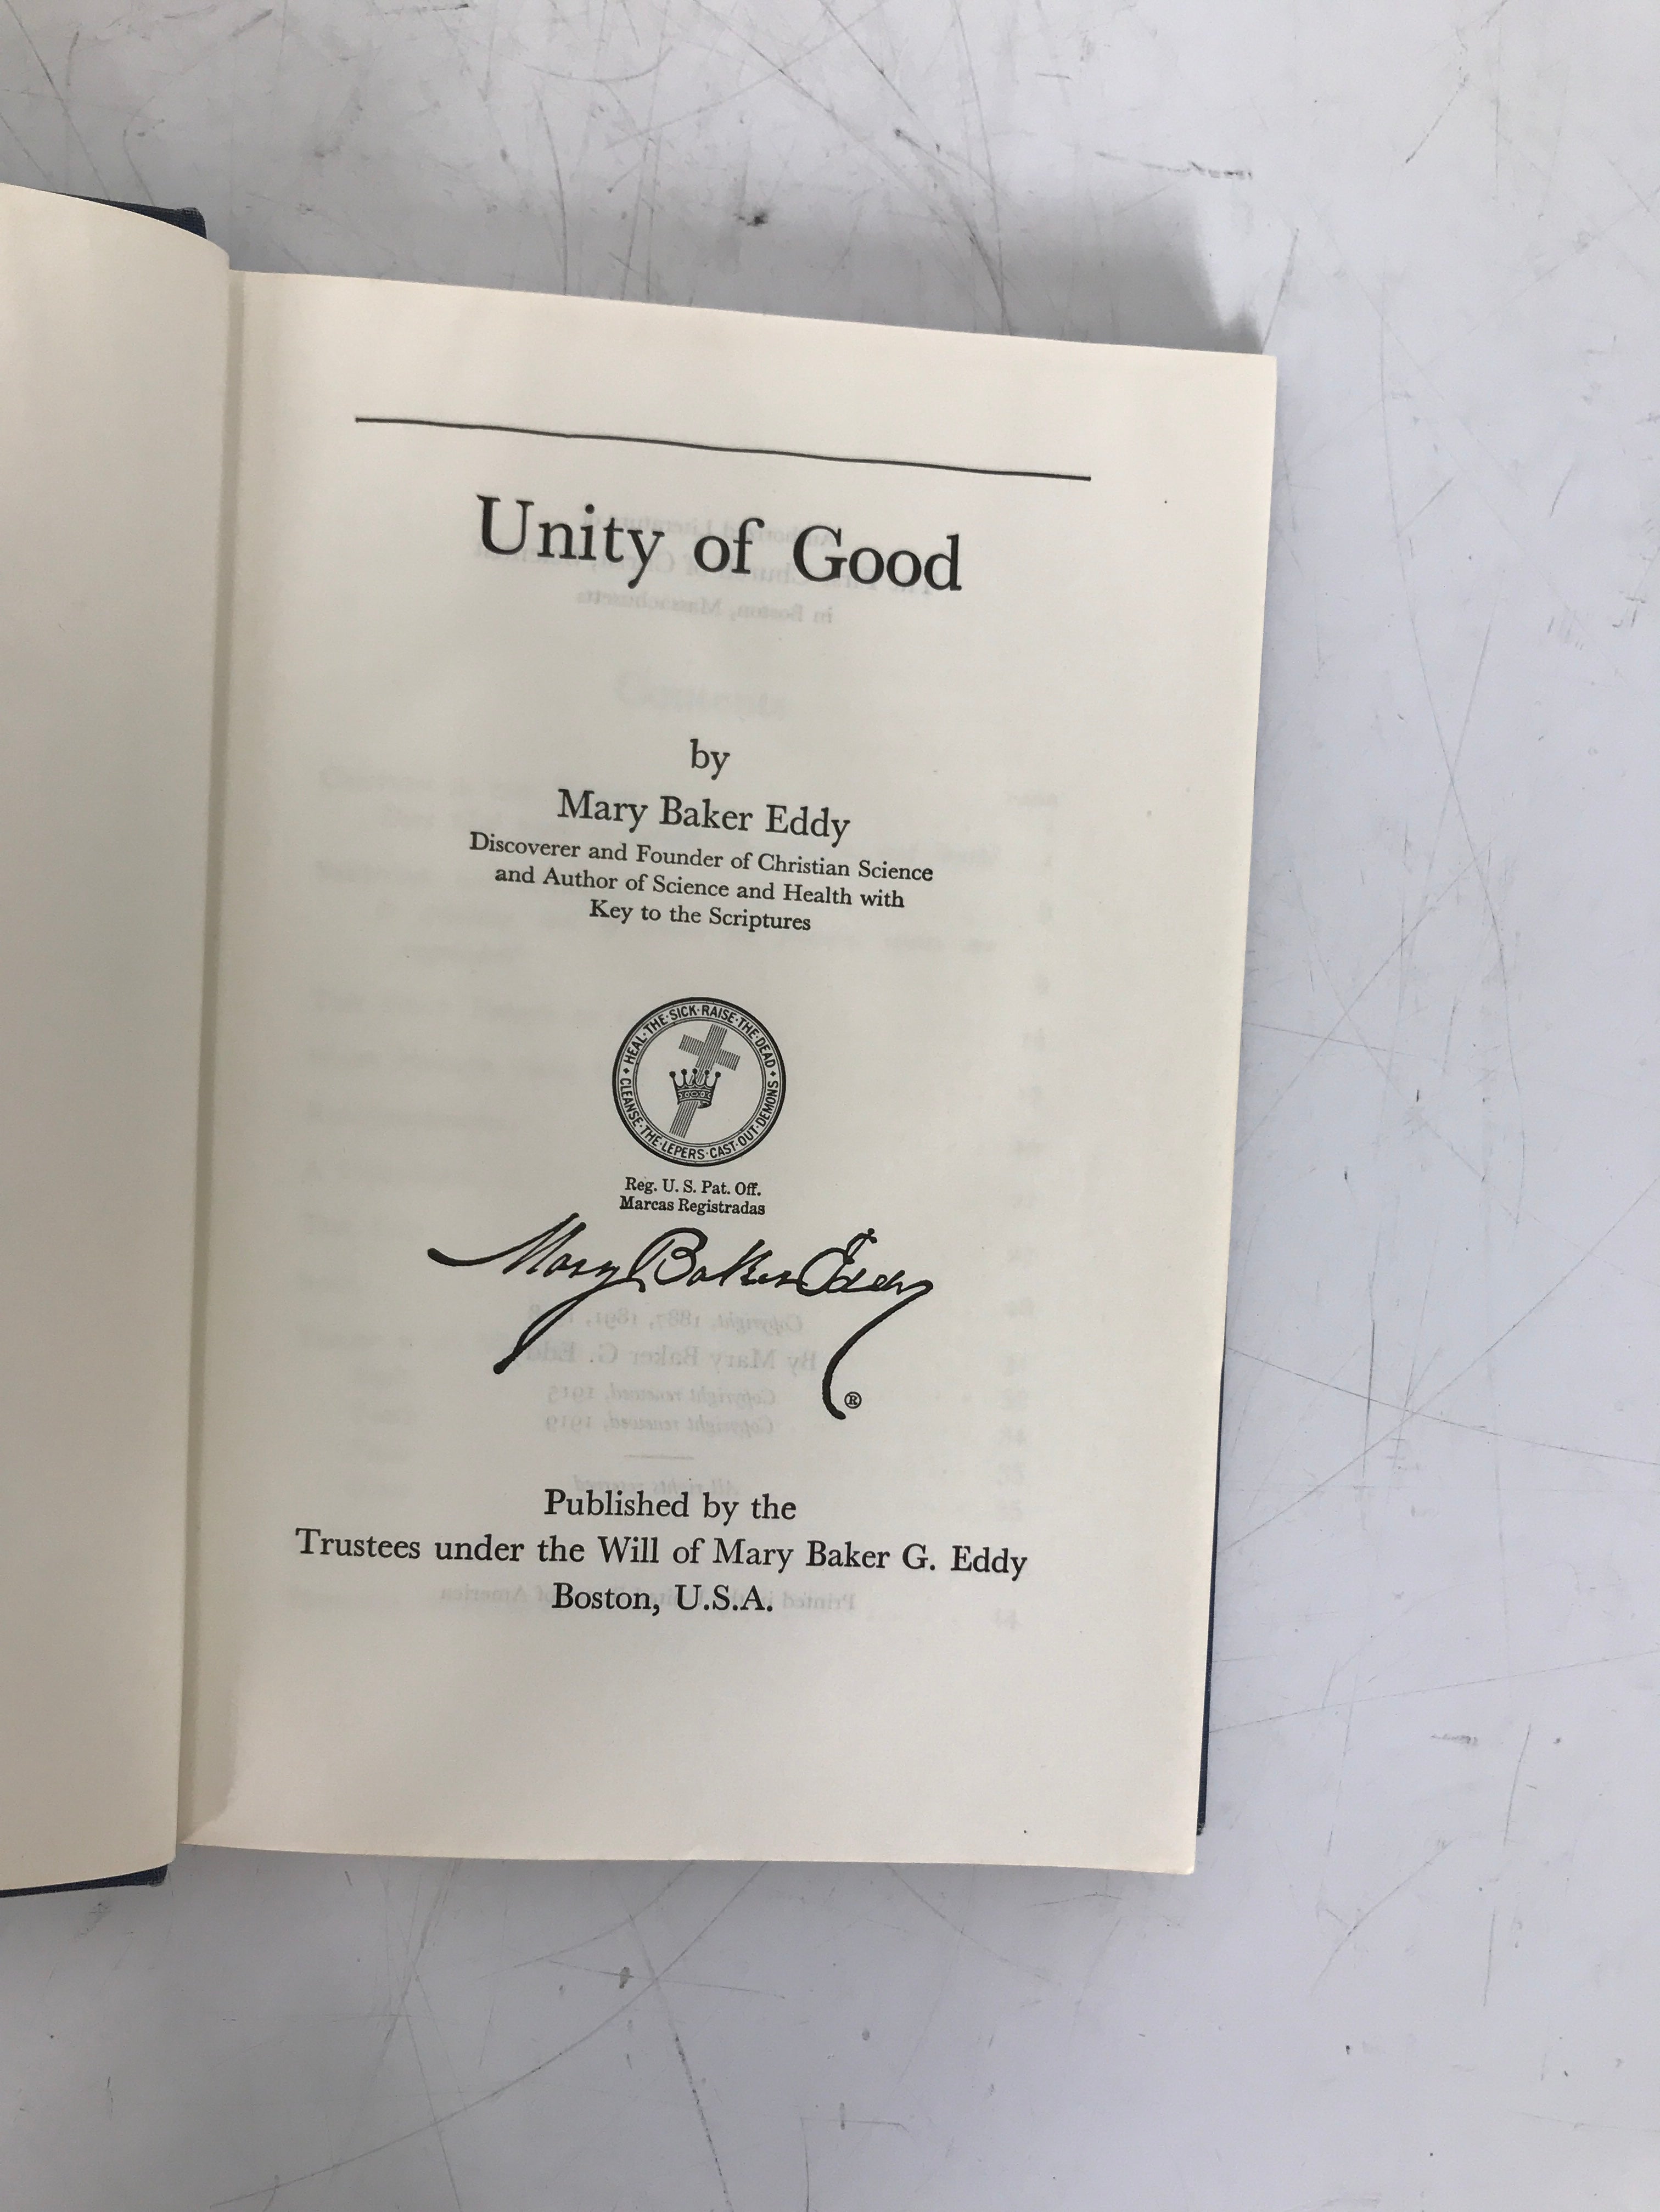 Unity of Good
by
Mary Baker Eddy
Discoverer and Founder of Christian Science
and Author of Science and Health with
Key to the Scriptures
HEAL·THE·SICK·RAISE·THE·DEAD
CLEANSE·THE·LEPERS·CAST·OUT·DEMONS
Reg. U. S. Pat. Off.
Marcas Registradas
Mary Baker Eddy
®
Published by the
Trustees under the Will of Mary Baker G. Eddy
Boston, U.S.A.